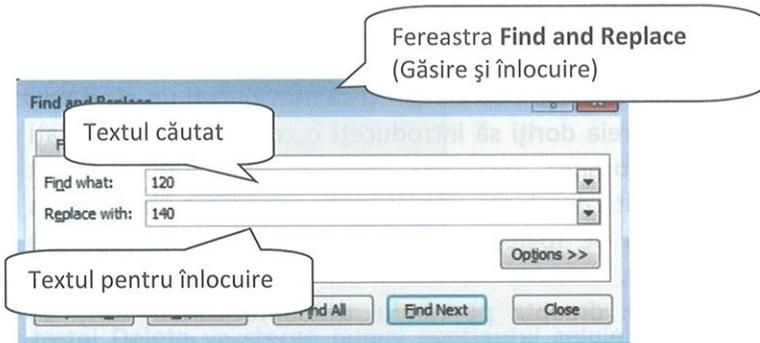 Fereastra Find and Replace
(Găsire și înlocuire)
Find and Replace
Textul căutat
Find what: 120
Replace with: 140
Options >>
Textul pentru înlocuire
Find All
Find Next
Close